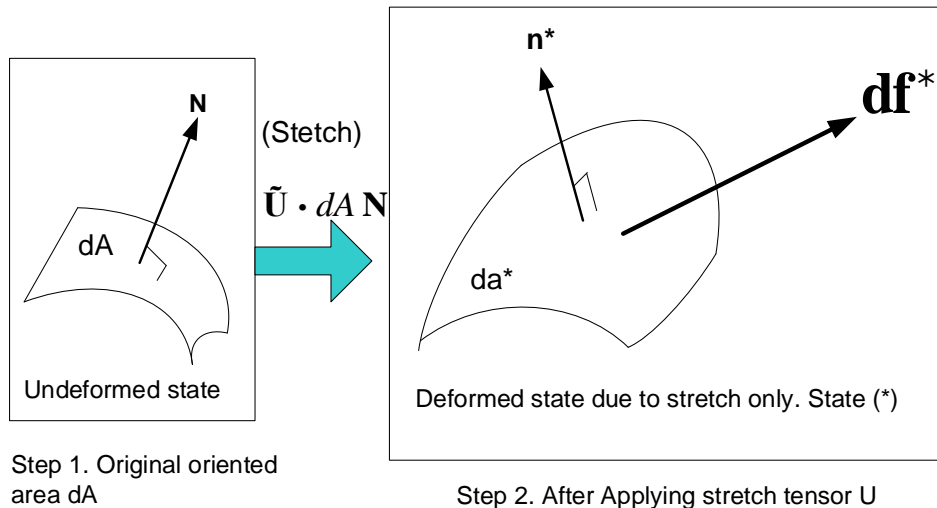 N
(Stetch)
Ũ · dA N
dA
Undeformed state
Step 1. Original oriented
area dA
n*
df*
da*
Deformed state due to stretch only. State (*)
Step 2. After Applying stretch tensor U